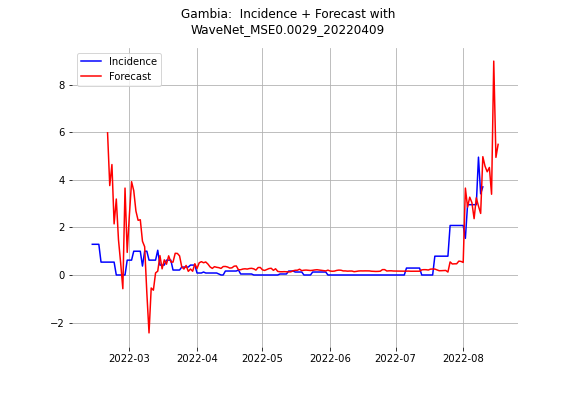 Gambia:  Incidence + Forecast with
WaveNet_MSE0.0029_20220409
Incidence
Forecast
8
6
4
2
0
−2
2022-03 2022-04 2022-05 2022-06 2022-07 2022-08